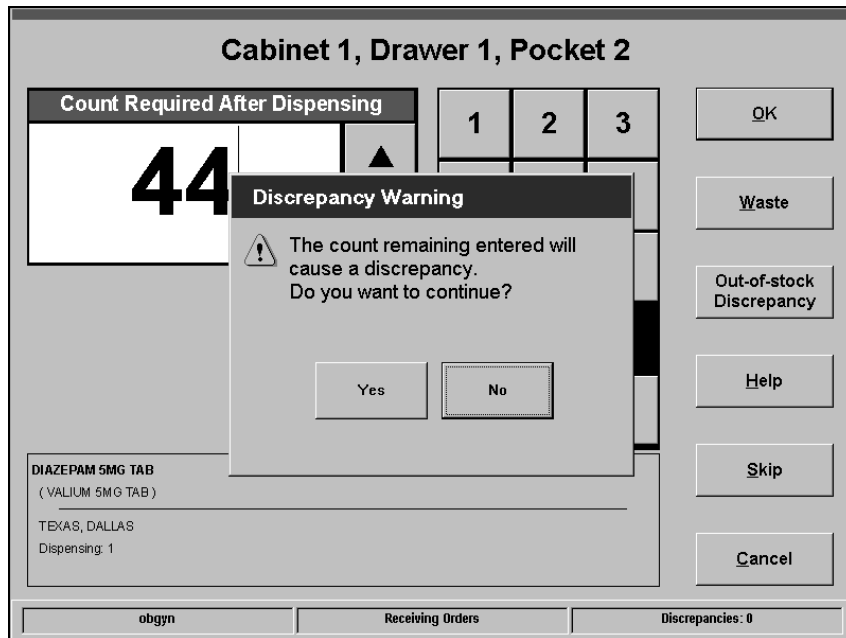 Cabinet 1, Drawer 1, Pocket 2
Count Required After Dispensing
44
1
2
3
Discrepancy Warning
The count remaining entered will
cause a discrepancy.
Do you want to continue?
Yes
No
OK
Waste
Out-of-stock
Discrepancy
Help
Skip
Cancel
DIAZEPAM 5MG TAB
( VALIUM 5MG TAB )
TEXAS, DALLAS
Dispensing: 1
obgyn
Receiving Orders
Discrepancies: 0